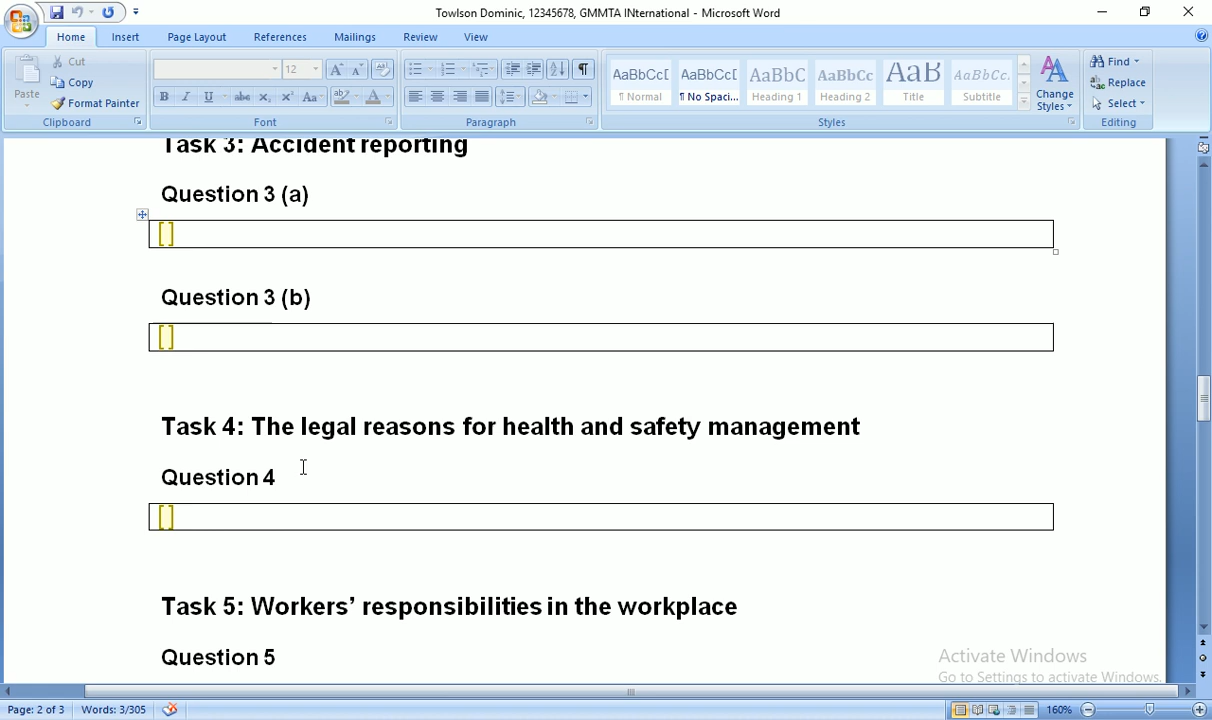 Towlson Dominic, 12345678, GMMTA INternational - Microsoft Word
Home Insert Page Layout References Mailings Review View
Paste Cut Copy Format Painter
Clipboard
12
Font
Paragraph
AaBbCcI AaBbCcI AaBbC AaBbCc AaB AaBbCc.
¶ Normal ¶ No Spaci... Heading 1 Heading 2 Title Subtitle
Change Styles
Styles
Find
Replace
Select
Editing
Task 3: Accident reporting
Question 3 (a)
[ ]
Question 3 (b)
[ ]
Task 4: The legal reasons for health and safety management
Question 4
[ ]
Task 5: Workers’ responsibilities in the workplace
Question 5
Activate Windows
Go to Settings to activate Windows.
Page: 2 of 3 Words: 3/305 160%